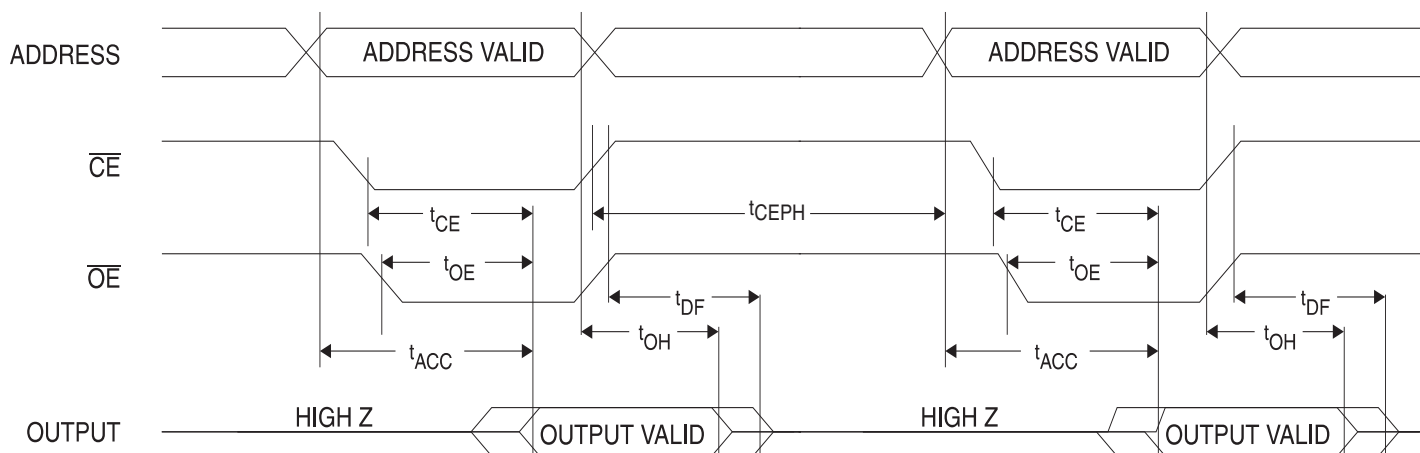 ADDRESS ADDRESS VALID ADDRESS VALID
CE
tCE tCEPH tCE
OE tOE tOE
tDF tDF
tOH tOH
tACC tACC
HIGH Z HIGH Z
OUTPUT OUTPUT VALID OUTPUT VALID